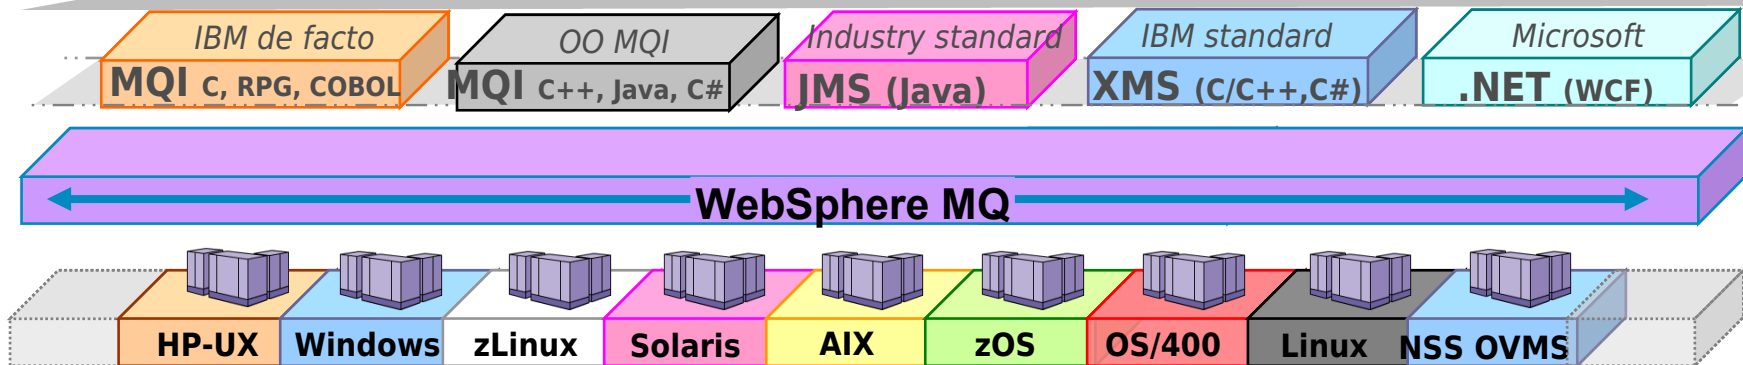 IBM de facto
MQI C, RPG, COBOL
OO MQI
MQI C++, Java, C#
Industry standard
JMS (Java)
IBM standard
XMS (C/C++,C#)
Microsoft
.NET (WCF)
WebSphere MQ
HP-UX
Windows
zLinux
Solaris
AIX
zOS
OS/400
Linux
NSS OVMS